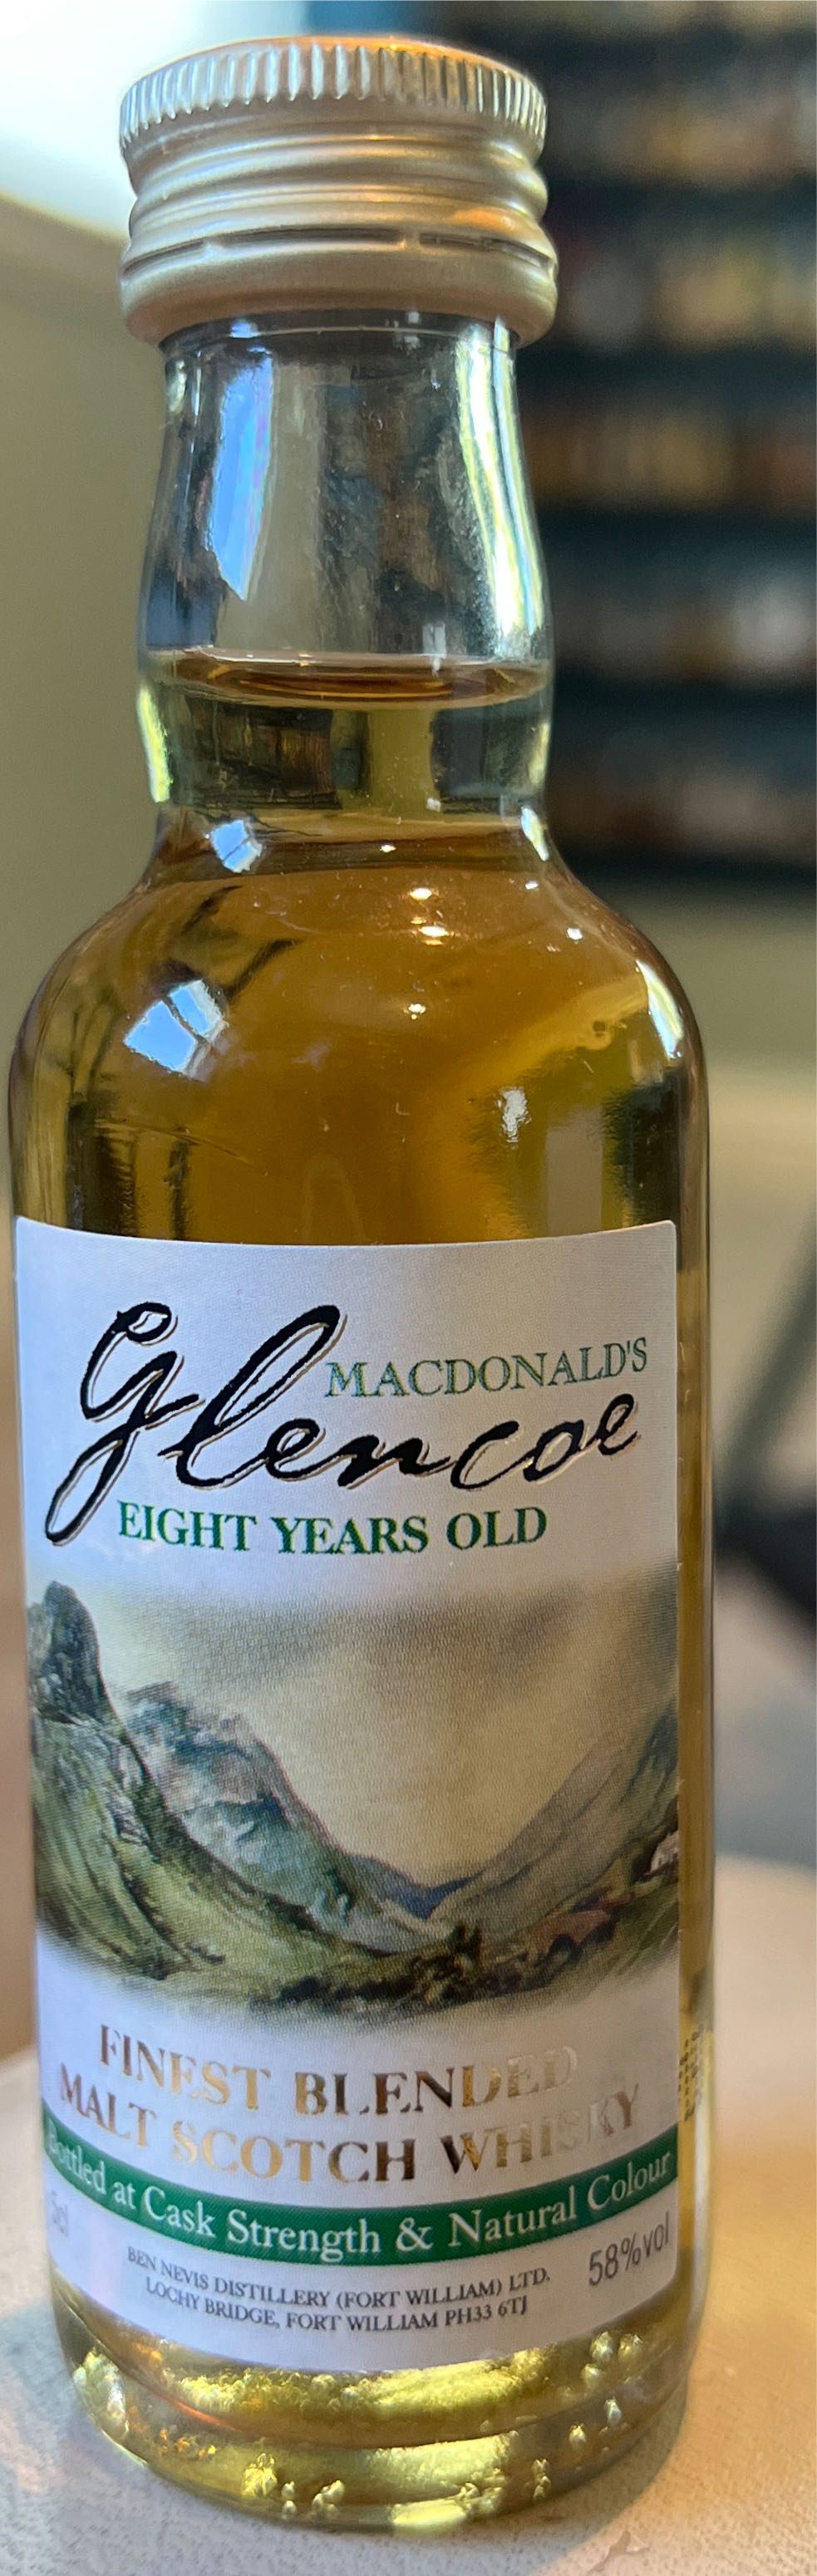 MACDONALD'S
Glencoe
EIGHT YEARS OLD
FINEST BLENDED
MALT SCOTCH WHISKY
Bottled at Cask Strength & Natural Colour
5cl
58%vol
BEN NEVIS DISTILLERY (FORT WILLIAM) LTD.
LOCHY BRIDGE, FORT WILLIAM PH33 6TJ